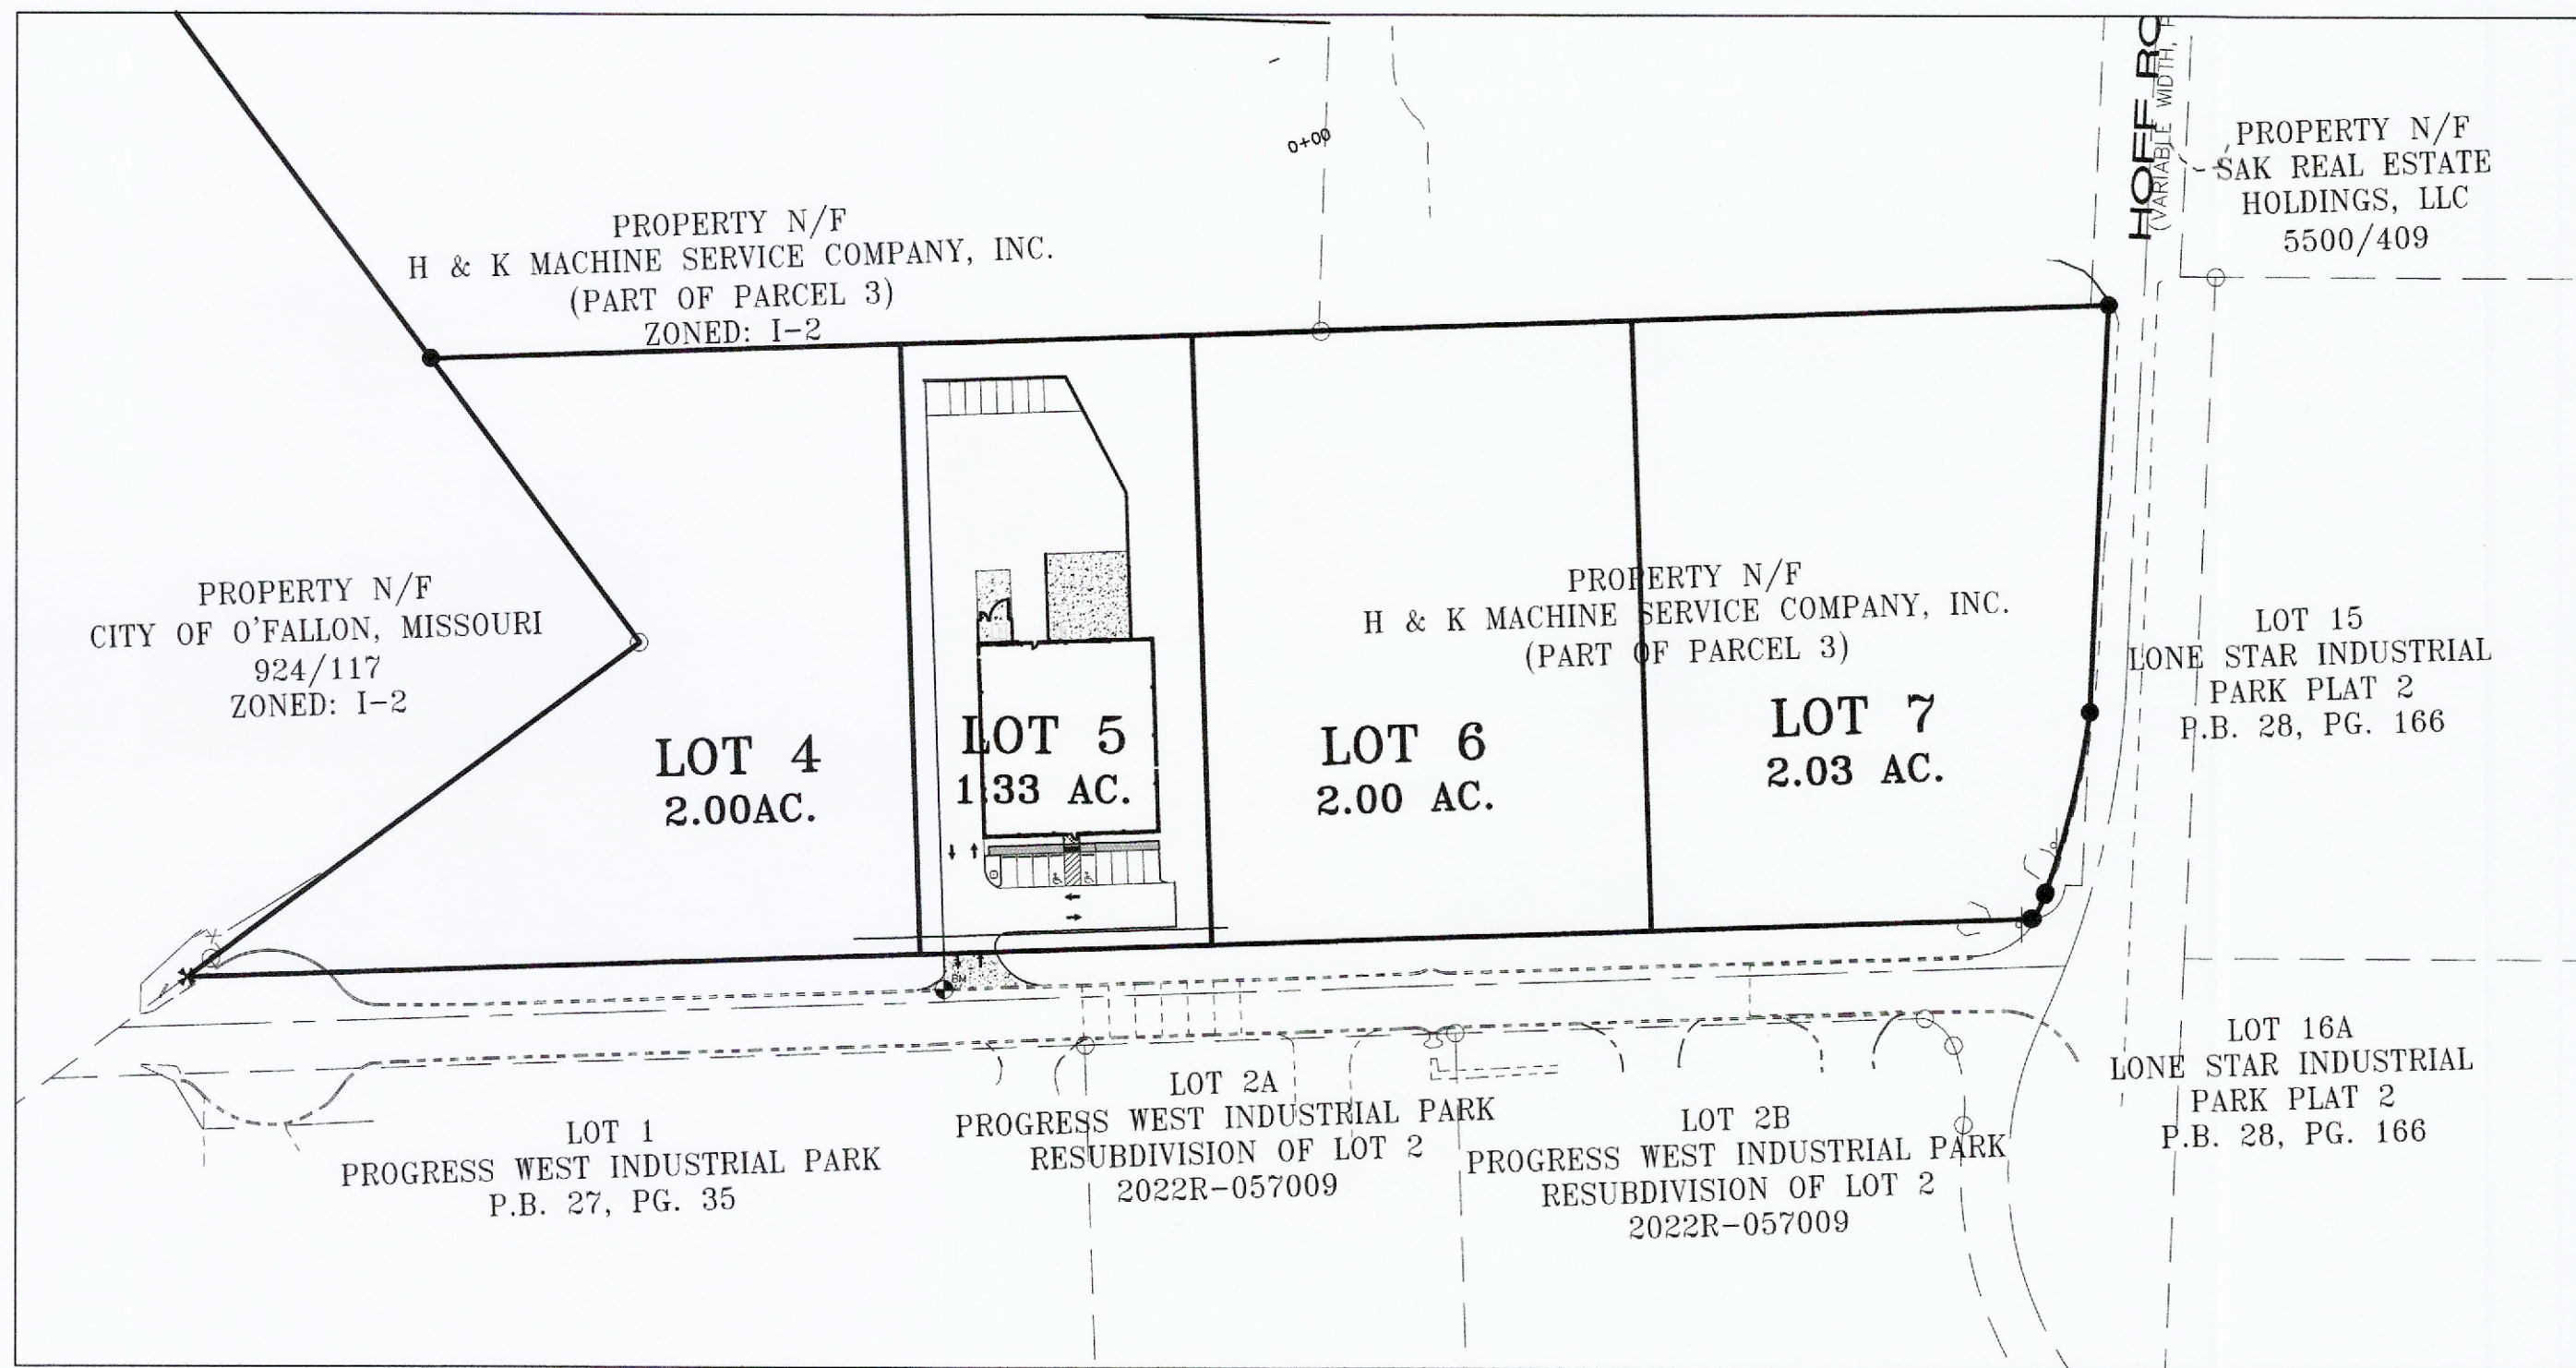 HOFF
(VARIABLE WIDTH,
0+00
PROPERTY N/F
SAK REAL ESTATE
HOLDINGS, LLC
5500/409
PROPERTY N/F
H & K MACHINE SERVICE COMPANY, INC.
(PART OF PARCEL 3)
ZONED: I-2
PROPERTY N/F
CITY OF O'FALLON, MISSOURI
924/117
ZONED: I-2
PROPERTY N/F
H & K MACHINE SERVICE COMPANY, INC.
(PART OF PARCEL 3)
LOT 4
2.00AC.
LOT 5
1.33 AC.
LOT 6
2.00 AC.
LOT 7
2.03 AC.
LOT 15
LONE STAR INDUSTRIAL
PARK PLAT 2
P.B. 28, PG. 166
BM
LOT 1
PROGRESS WEST INDUSTRIAL PARK
P.B. 27, PG. 35
LOT 2A
PROGRESS WEST INDUSTRIAL PARK
RESUBDIVISION OF LOT 2
2022R-057009
LOT 2B
PROGRESS WEST INDUSTRIAL PARK
RESUBDIVISION OF LOT 2
2022R-057009
LOT 16A
LONE STAR INDUSTRIAL
PARK PLAT 2
P.B. 28, PG. 166